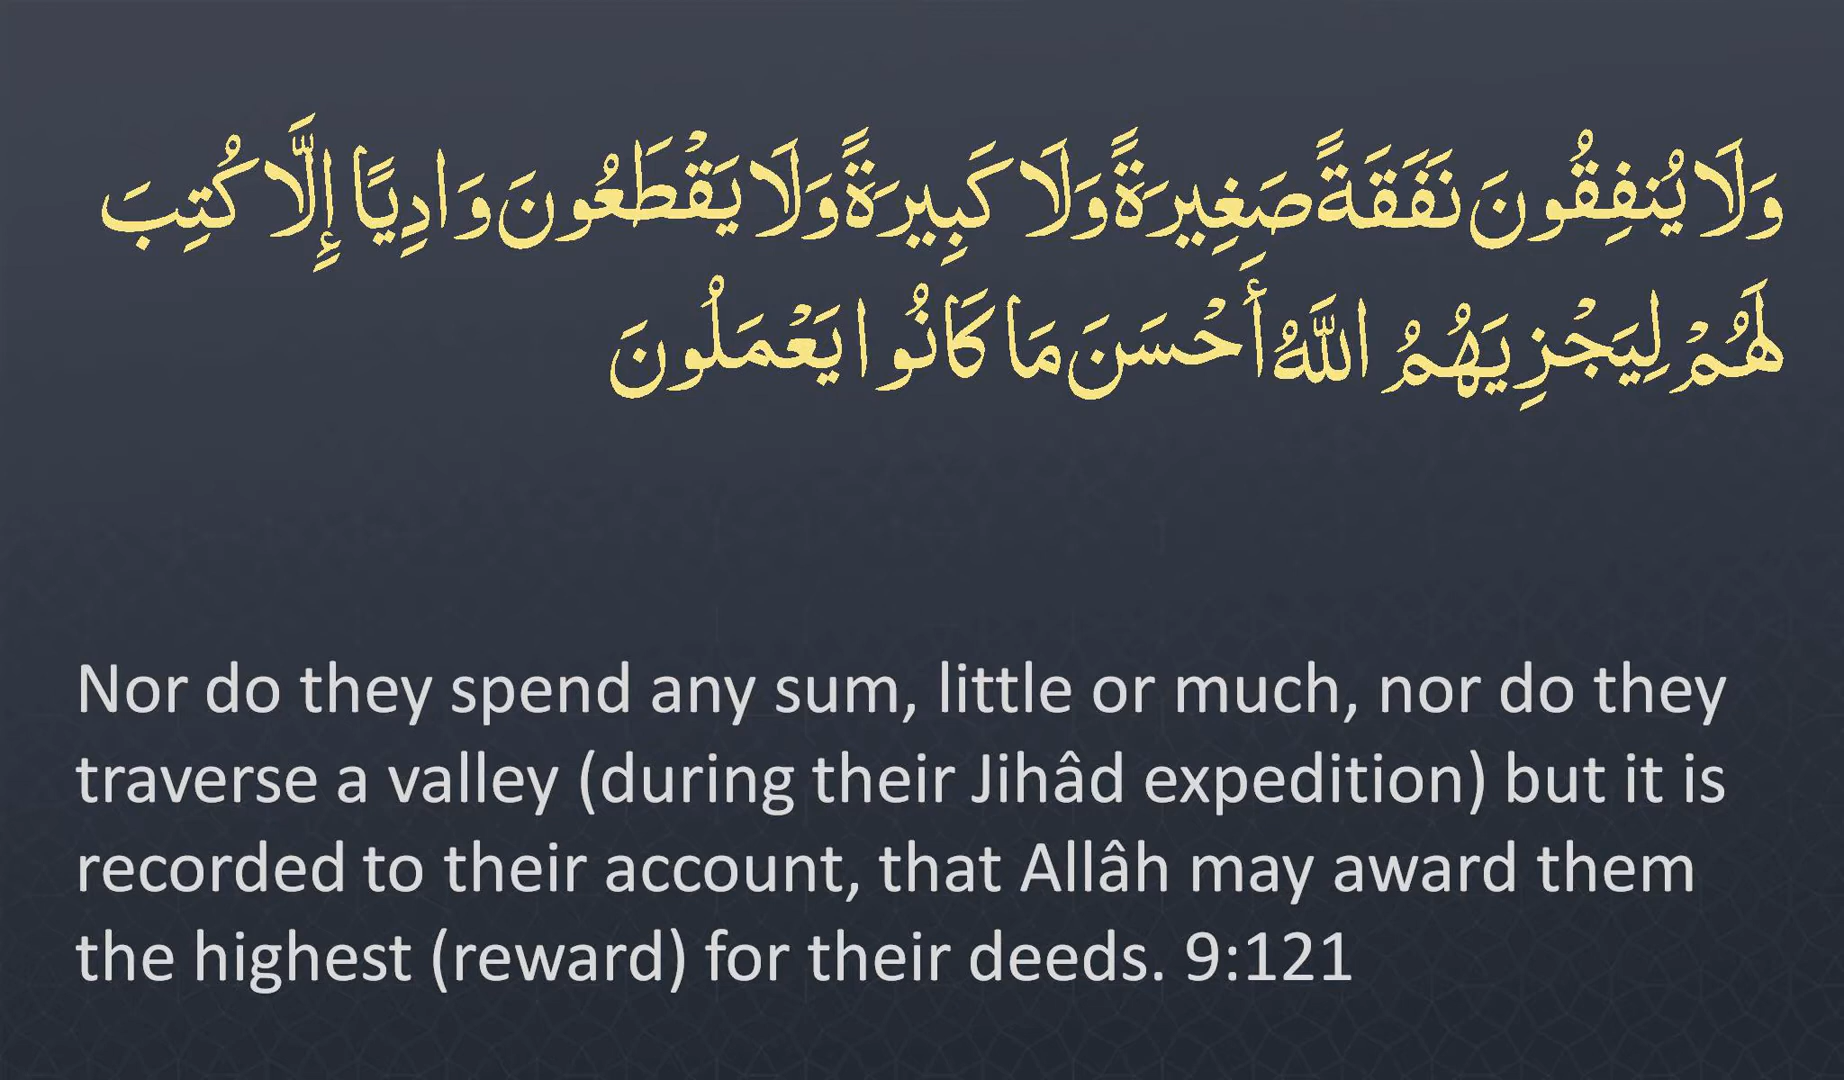 وَلَا يُنفِقُونَ نَفَقَةً صَغِيرَةً وَلَا كَبِيرَةً وَلَا يَقْطَعُونَ وَادِيًا إِلَّا كُتِبَ
لَهُمْ لِيَجْزِيَهُمُ اللَّهُ أَحْسَنَ مَا كَانُوا يَعْمَلُونَ
Nor do they spend any sum, little or much, nor do they
traverse a valley (during their Jihâd expedition) but it is
recorded to their account, that Allâh may award them
the highest (reward) for their deeds. 9:121